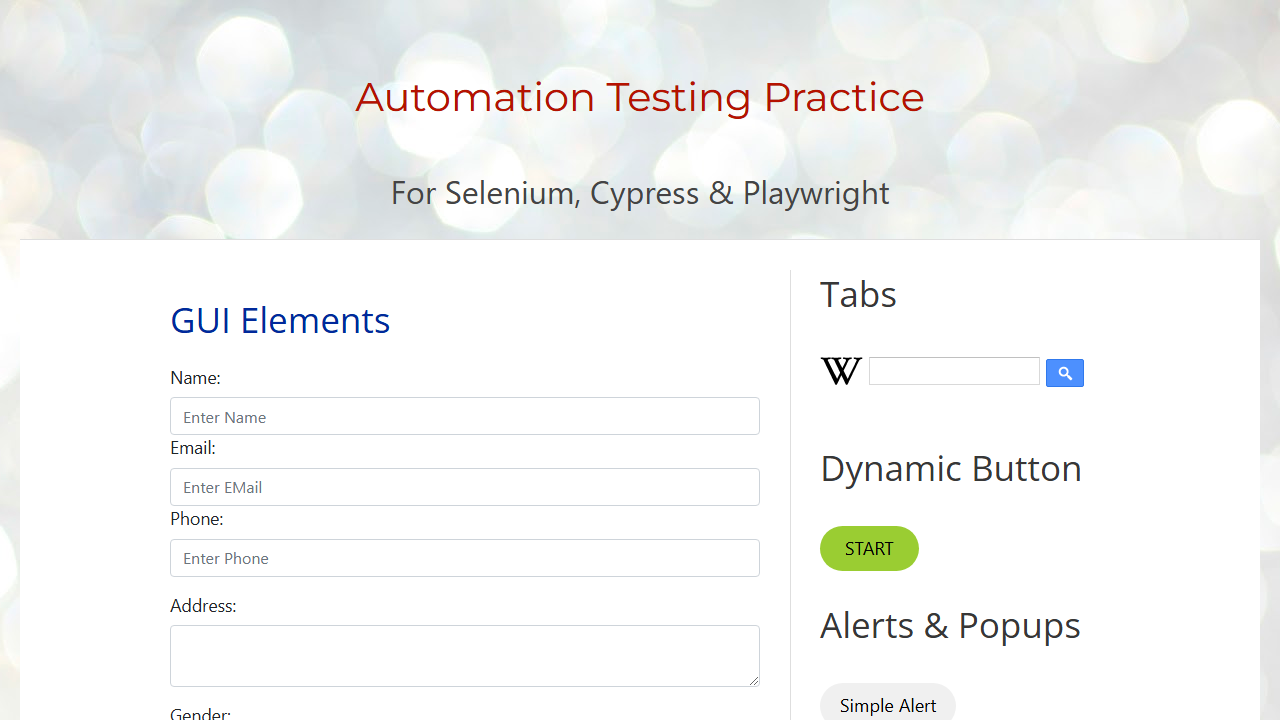 Automation Testing Practice
For Selenium, Cypress & Playwright
GUI Elements
Name:
Enter Name
Email:
Enter EMail
Phone:
Enter Phone
Address:
Gender:
Tabs
W
Dynamic Button
START
Alerts & Popups
Simple Alert